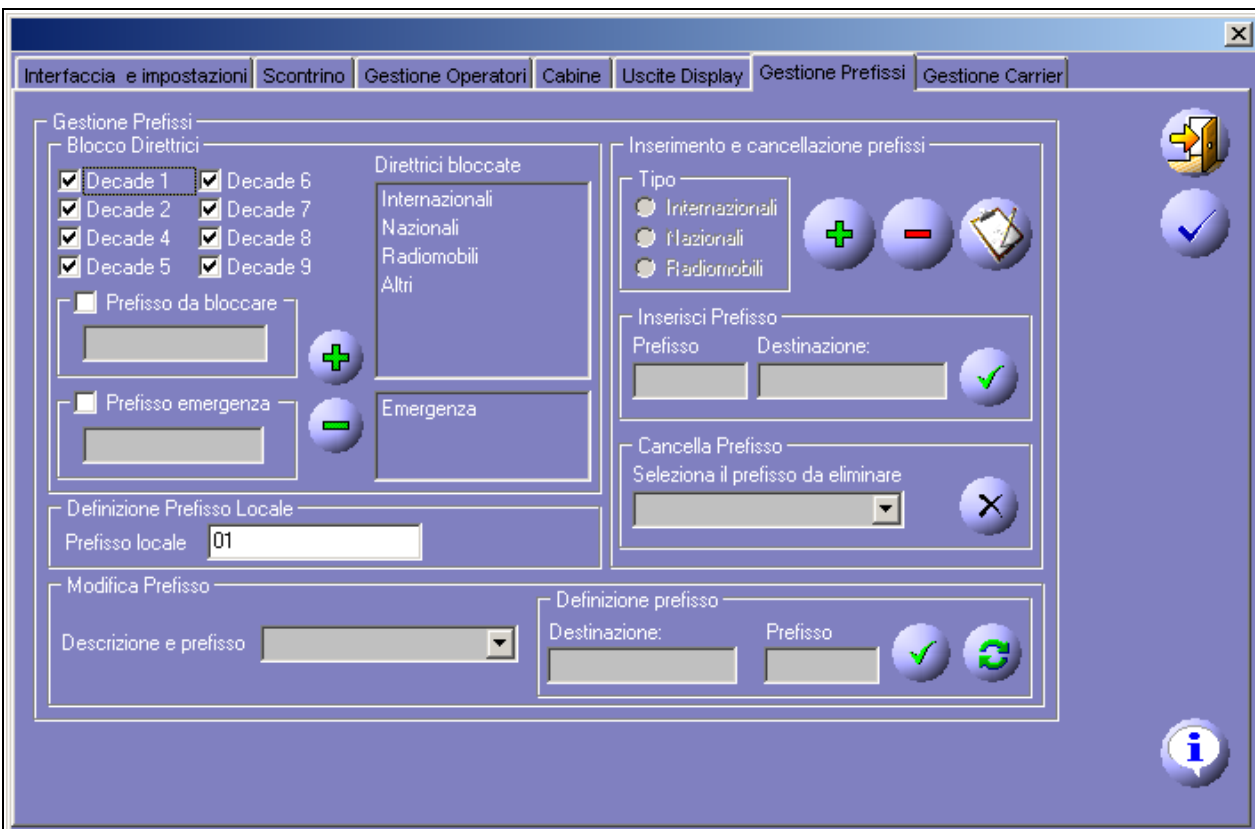 Interfaccia e impostazioni Scontrino Gestione Operatori Cabine Uscite Display Gestione Prefissi Gestione Carrier
Gestione Prefissi
Blocco Direttrici
Decade 1 Decade 6
Decade 2 Decade 7
Decade 4 Decade 8
Decade 5 Decade 9
Prefisso da bloccare
Prefisso emergenza
Direttrici bloccate
Internazionali
Nazionali
Radiomobili
Altri
Emergenza
Definizione Prefisso Locale
Prefisso locale 01
Inserimento e cancellazione prefissi
Tipo
Internazionali
Nazionali
Radiomobili
Inserisci Prefisso
Prefisso Destinazione:
Cancella Prefisso
Seleziona il prefisso da eliminare
Modifica Prefisso
Descrizione e prefisso
Definizione prefisso
Destinazione: Prefisso